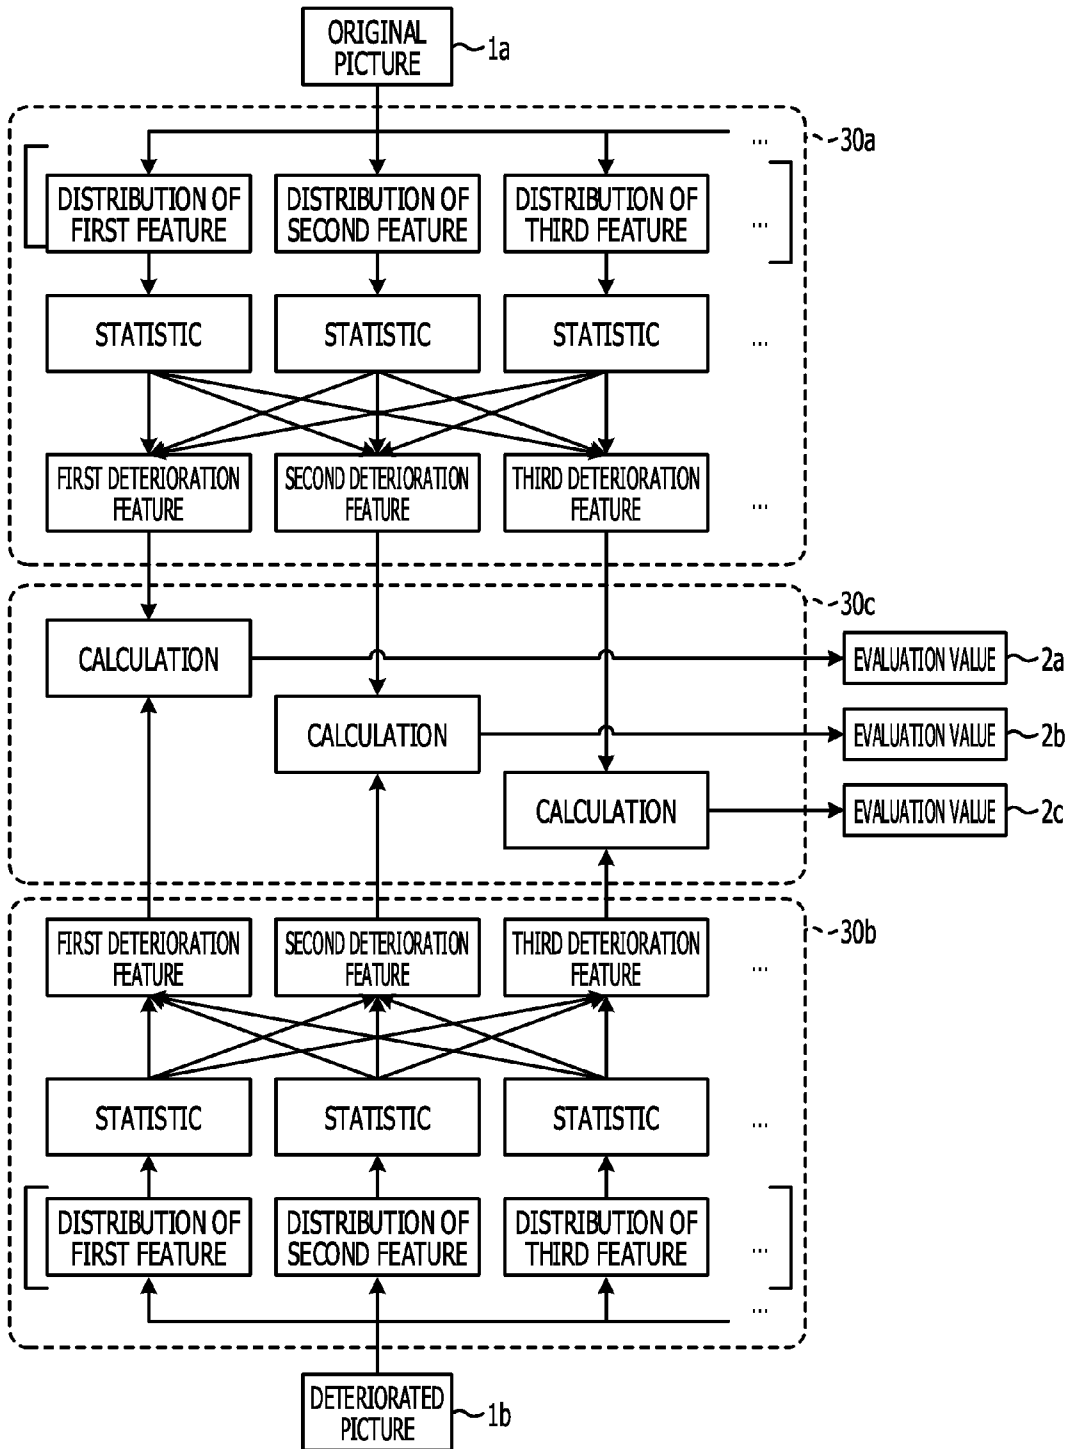 ORIGINAL
PICTURE
1a
...
30a
DISTRIBUTION OF
FIRST FEATURE
DISTRIBUTION OF
SECOND FEATURE
DISTRIBUTION OF
THIRD FEATURE
...
STATISTIC
STATISTIC
STATISTIC
...
FIRST DETERIORATION
FEATURE
SECOND DETERIORATION
FEATURE
THIRD DETERIORATION
FEATURE
...
30c
CALCULATION
EVALUATION VALUE
2a
CALCULATION
EVALUATION VALUE
2b
CALCULATION
EVALUATION VALUE
2c
30b
FIRST DETERIORATION
FEATURE
SECOND DETERIORATION
FEATURE
THIRD DETERIORATION
FEATURE
...
STATISTIC
STATISTIC
STATISTIC
...
DISTRIBUTION OF
FIRST FEATURE
DISTRIBUTION OF
SECOND FEATURE
DISTRIBUTION OF
THIRD FEATURE
...
...
DETERIORATED
PICTURE
1b